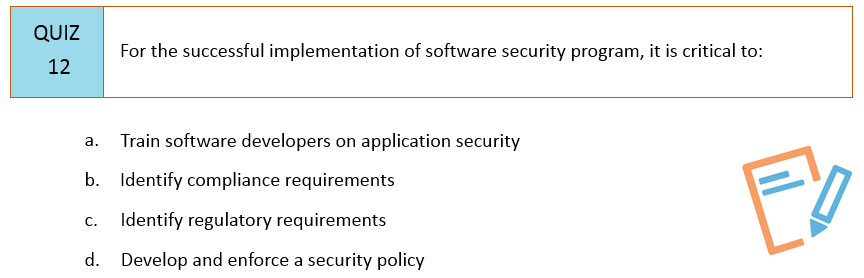 QUIZ
12
For the successful implementation of software security program, it is critical to:
a. Train software developers on application security
b. Identify compliance requirements
c. Identify regulatory requirements
d. Develop and enforce a security policy